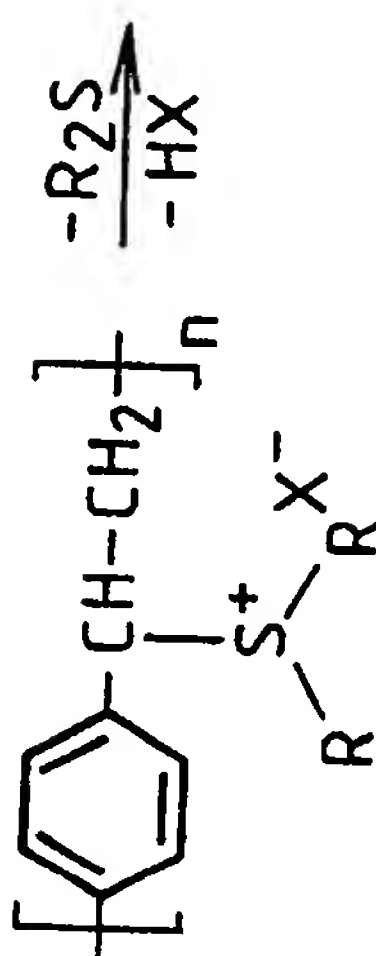 -R₂S
-HX
[CH-CH₂]n
S⁺ X⁻
R R